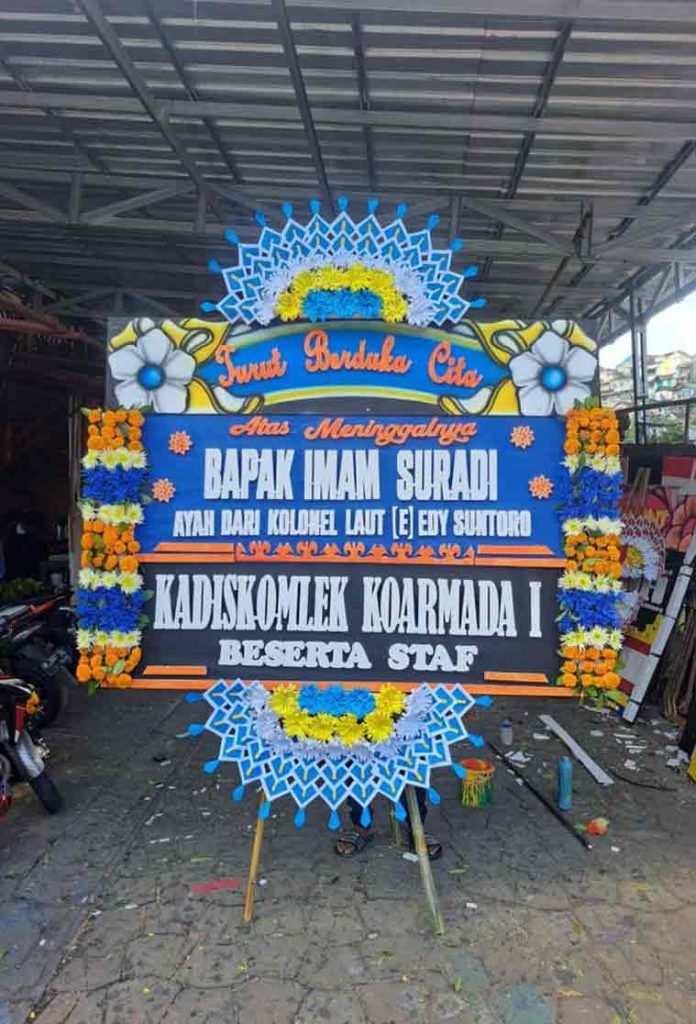 Turut Berduka Cita
Atas Meninggalnya
BAPAK IMAM SURADI
AYAH DARI KOLONEL LAUT [E] EDY SUNTORO
KADISKOMLEK KOARMADA I
BESERTA STAF